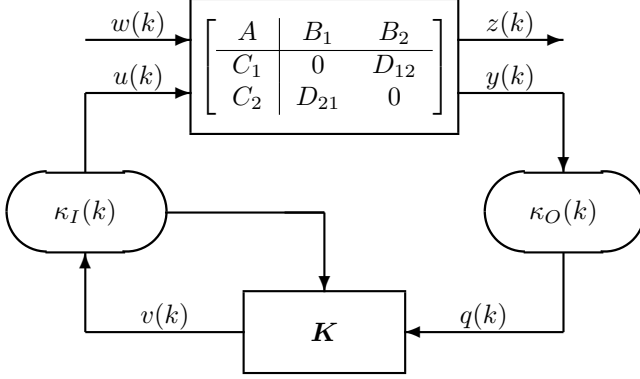 w(k) A B₁ B₂ z(k)
u(k) C₁ 0 D₁₂ y(k)
C₂ D₂₁ 0
κ_I(k) κ_O(k)
v(k) K q(k)